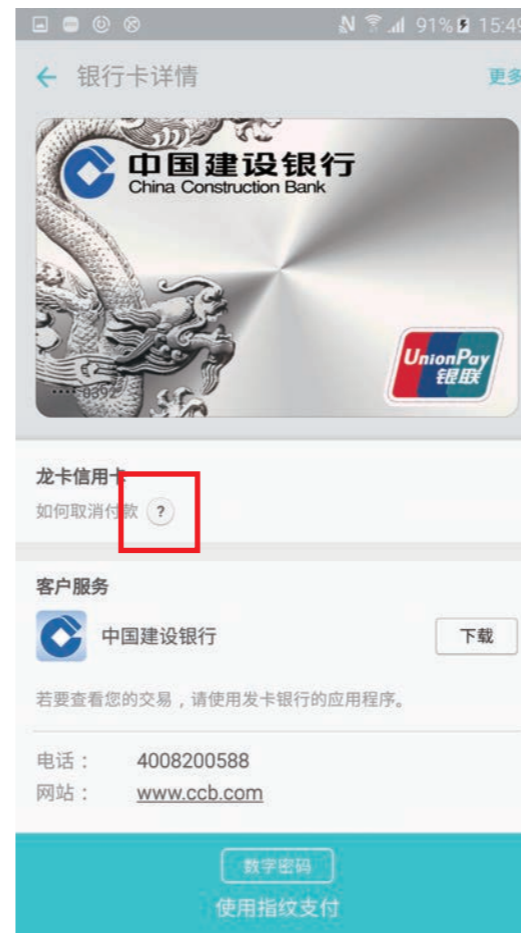 91% 15:49
银行卡详情 更多
中国建设银行
China Construction Bank
UnionPay
银联
•••• 0392
龙卡信用卡
如何取消付款 ?
客户服务
中国建设银行 下载
若要查看您的交易，请使用发卡银行的应用程序。
电话： 4008200588
网站： www.ccb.com
数字密码
使用指纹支付